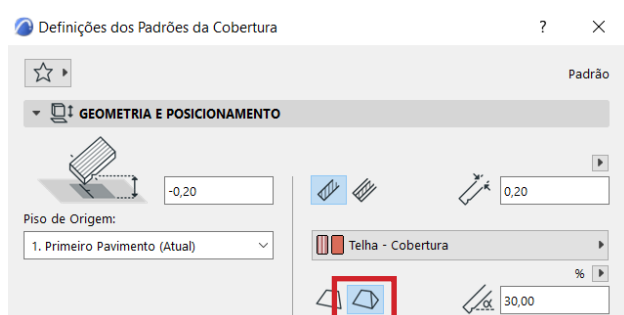 Definições dos Padrões da Cobertura ? ×
Padrão
GEOMETRIA E POSICIONAMENTO
-0,20
0,20
Piso de Origem:
1. Primeiro Pavimento (Atual)
Telha - Cobertura
%
α 30,00